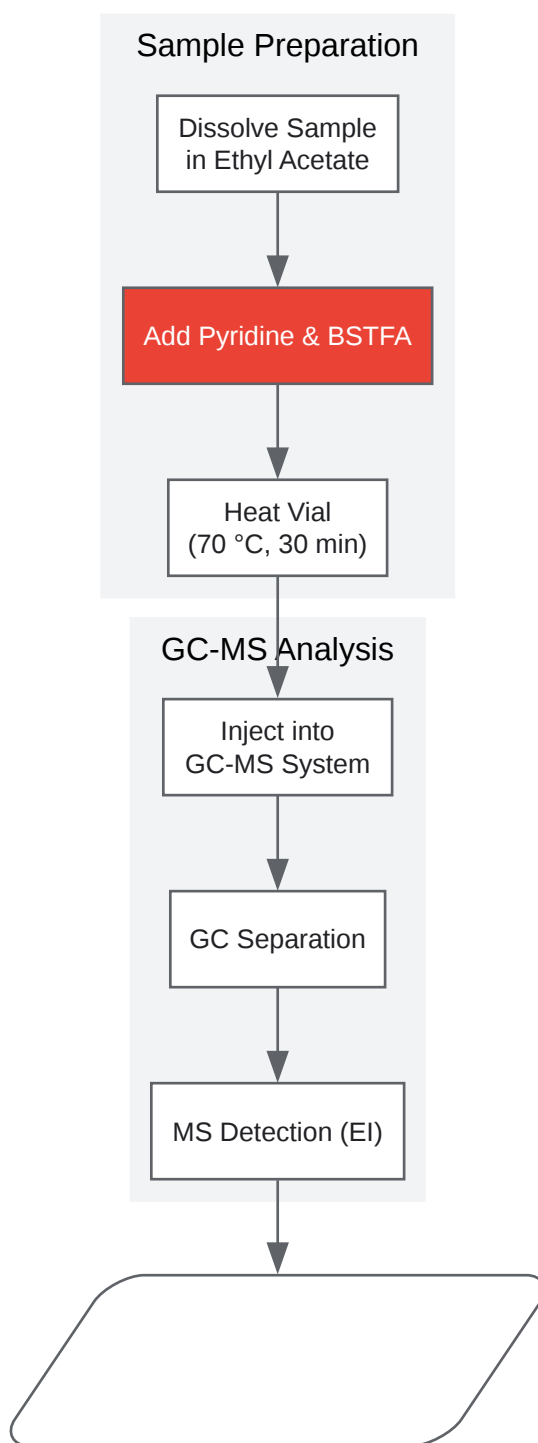 Sample Preparation
Dissolve Sample
in Ethyl Acetate
Add Pyridine & BSTFA
Heat Vial
(70 °C, 30 min)
GC-MS Analysis
Inject into
GC-MS System
GC Separation
MS Detection (EI)